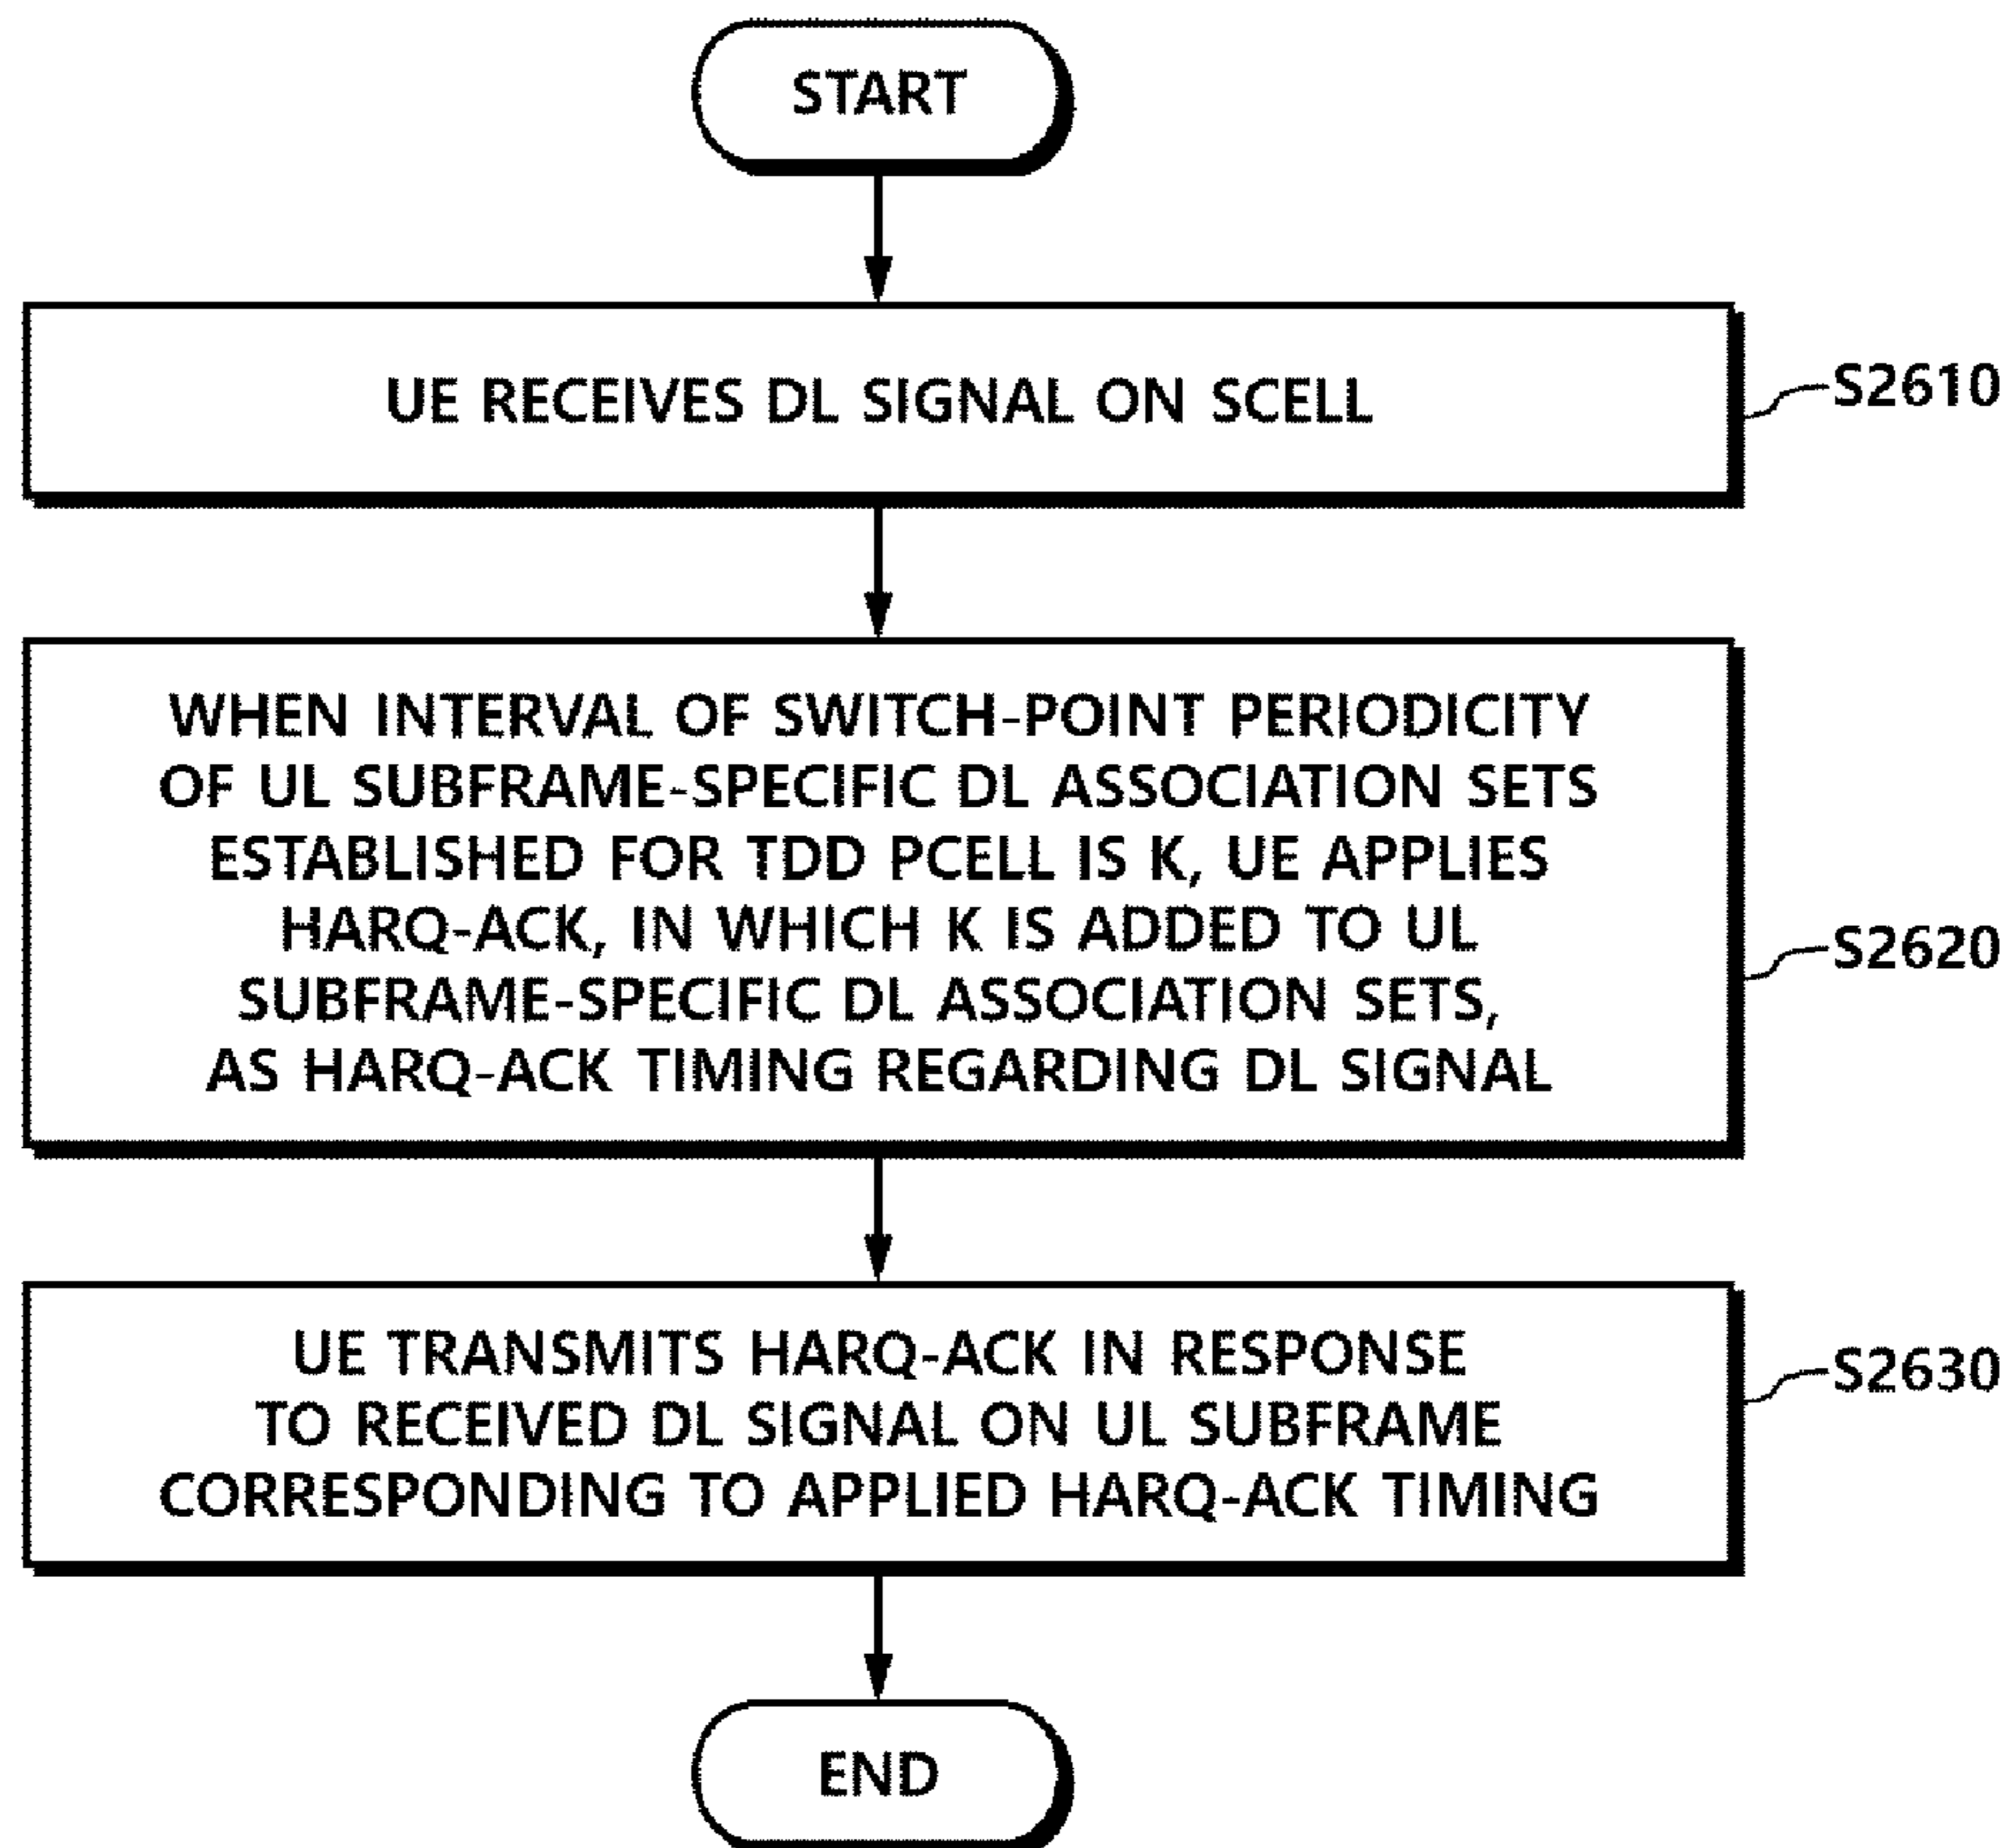 START
UE RECEIVES DL SIGNAL ON SCELL
S2610
WHEN INTERVAL OF SWITCH-POINT PERIODICITY
OF UL SUBFRAME-SPECIFIC DL ASSOCIATION SETS
ESTABLISHED FOR TDD PCELL IS K, UE APPLIES
HARQ-ACK, IN WHICH K IS ADDED TO UL
SUBFRAME-SPECIFIC DL ASSOCIATION SETS,
AS HARQ-ACK TIMING REGARDING DL SIGNAL
S2620
UE TRANSMITS HARQ-ACK IN RESPONSE
TO RECEIVED DL SIGNAL ON UL SUBFRAME
CORRESPONDING TO APPLIED HARQ-ACK TIMING
S2630
END